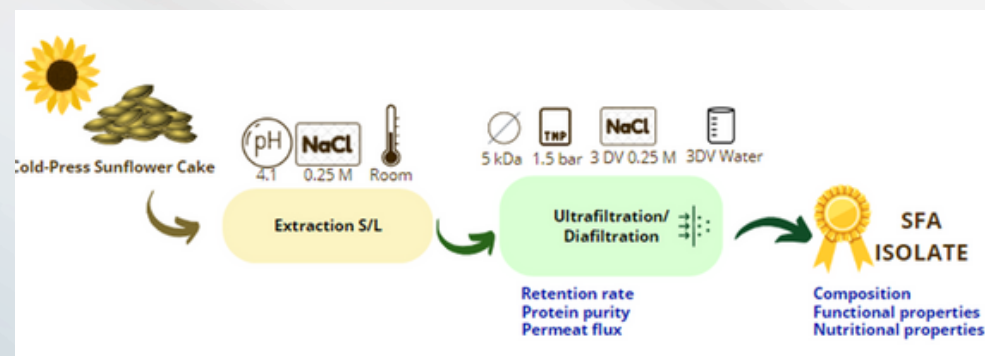 Cold-Press Sunflower Cake
pH
4.1
NaCl
0.25 M
Room
Extraction S/L
5 kDa
TMP
1.5 bar
NaCl
3 DV 0.25 M
3DV Water
Ultrafiltration/
Diafiltration
Retention rate
Protein purity
Permeat flux
SFA
ISOLATE
Composition
Functional properties
Nutritional properties